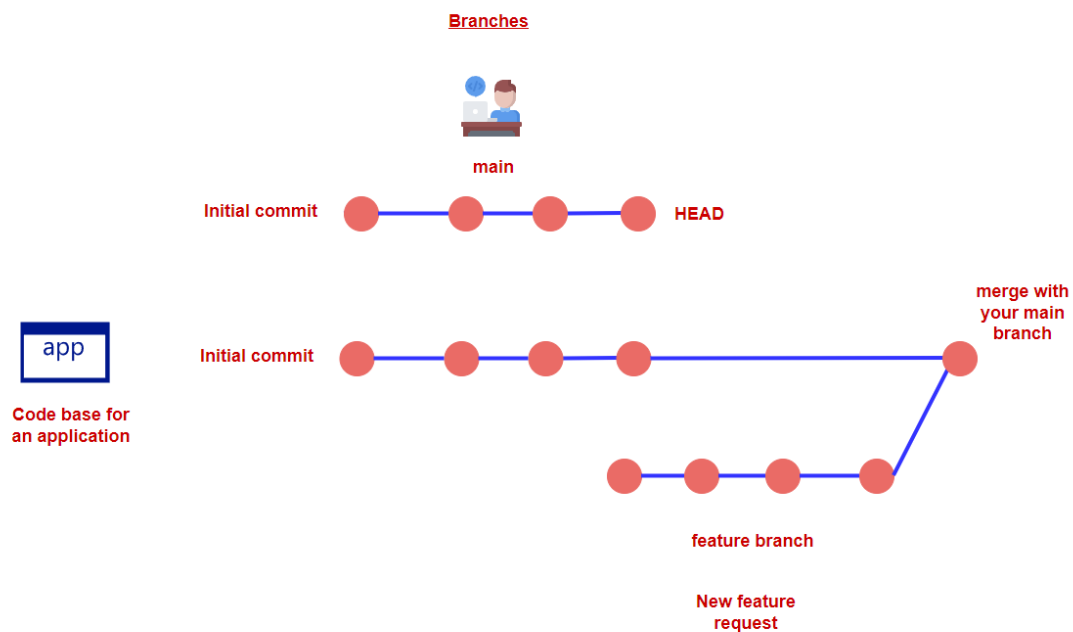 Branches
main
Initial commit
HEAD
merge with
your main
branch
app
Initial commit
Code base for
an application
feature branch
New feature
request